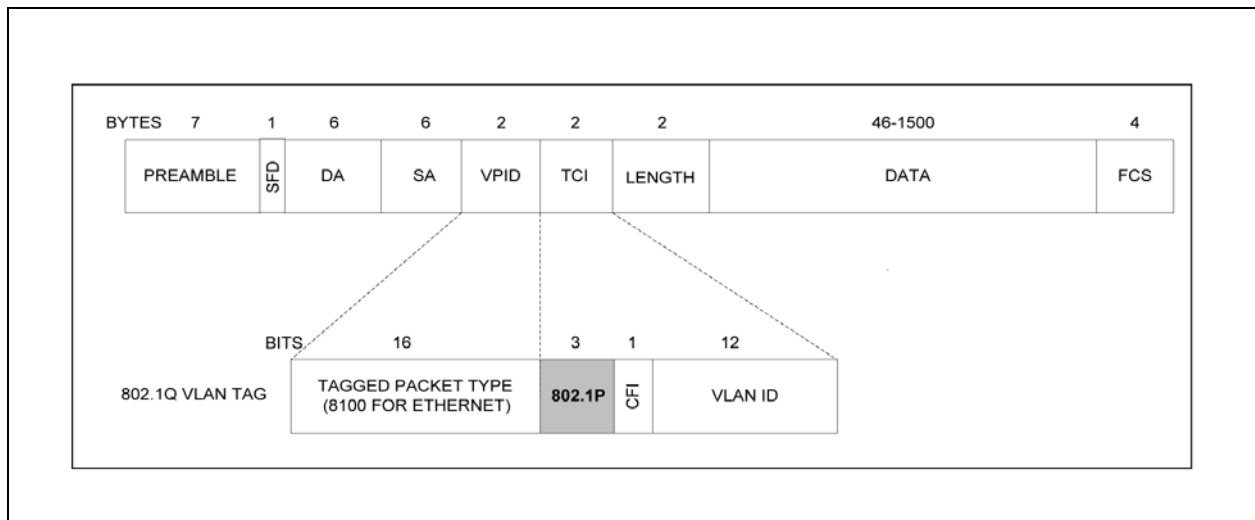 BYTES 7 1 6 6 2 2 2 46-1500 4
PREAMBLE SFD DA SA VPID TCI LENGTH DATA FCS
BITS 16 3 1 12
802.1Q VLAN TAG TAGGED PACKET TYPE (8100 FOR ETHERNET) 802.1P CFI VLAN ID